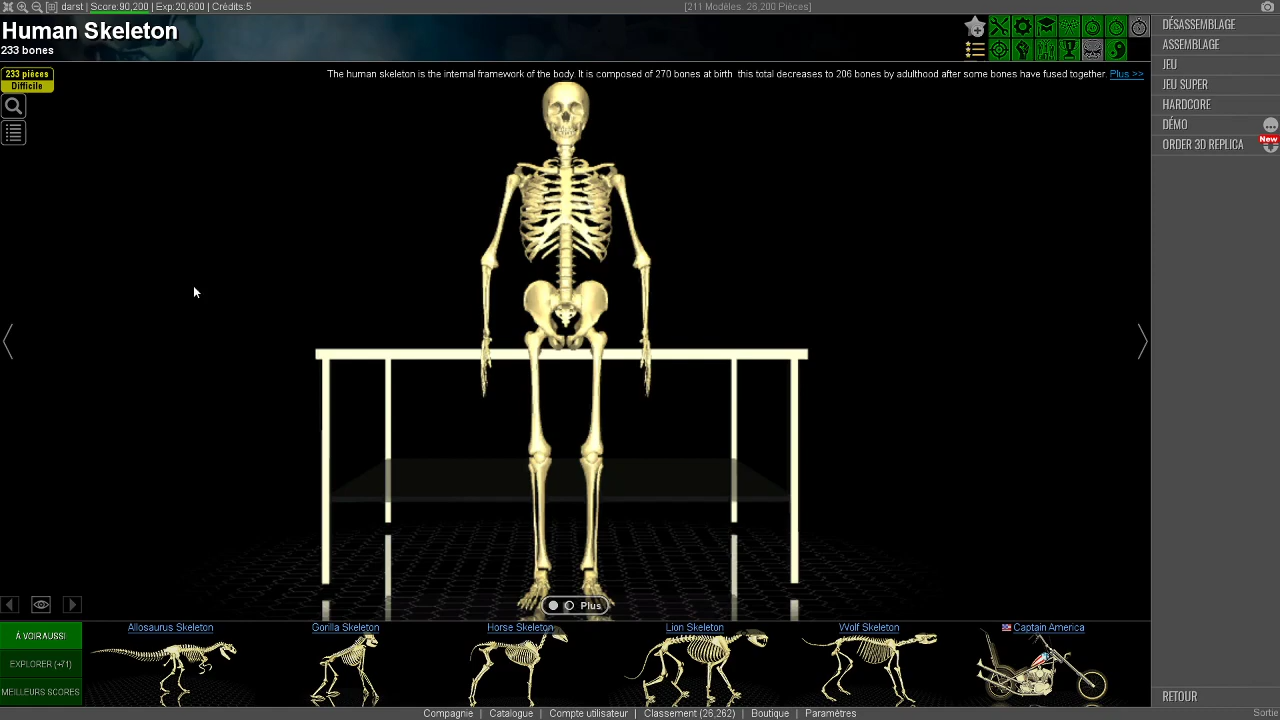 darst | Score:90,200 | Exp:20,600 | Crédits:5
[211 Modèles. 26,200 Pièces]
Human Skeleton
233 bones
233 pièces
Difficile
The human skeleton is the internal framework of the body. It is composed of 270 bones at birth  this total decreases to 206 bones by adulthood after some bones have fused together. Plus >>
DÉSASSEMBLAGE
ASSEMBLAGE
JEU
JEU SUPER
HARDCORE
DÉMO
ORDER 3D REPLICA New
Plus
À VOIR AUSSI
EXPLORER (+71)
MEILLEURS SCORES
Allosaurus Skeleton
Gorilla Skeleton
Horse Skeleton
Lion Skeleton
Wolf Skeleton
Captain America
RETOUR
Compagnie | Catalogue | Compte utilisateur | Classement (26,262) | Boutique | Paramètres
Sortie